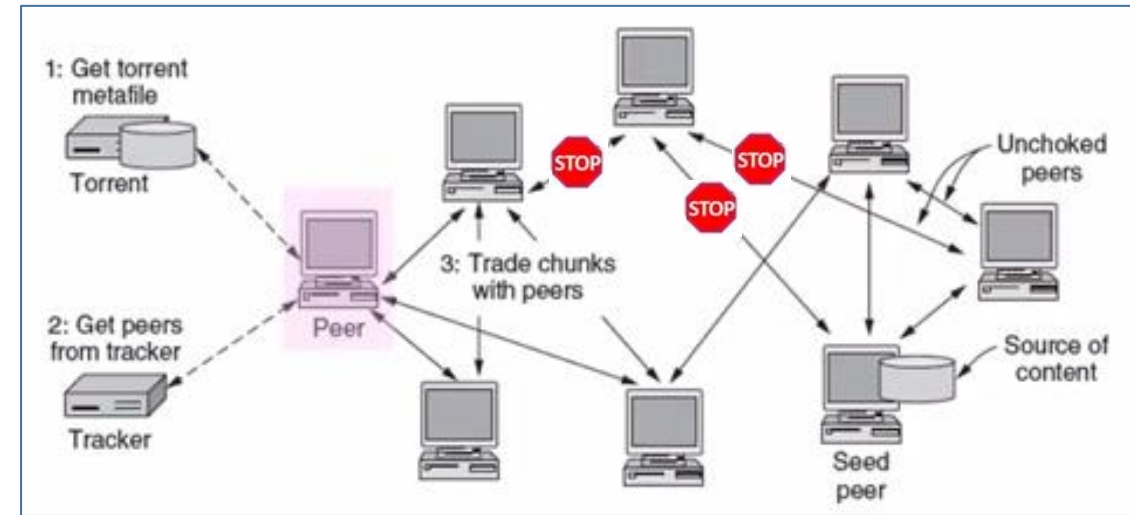 1: Get torrent
metafile
Torrent
STOP
STOP
STOP
Unchoked
peers
3: Trade chunks
with peers
Peer
2: Get peers
from tracker
Tracker
Source of
content
Seed
peer